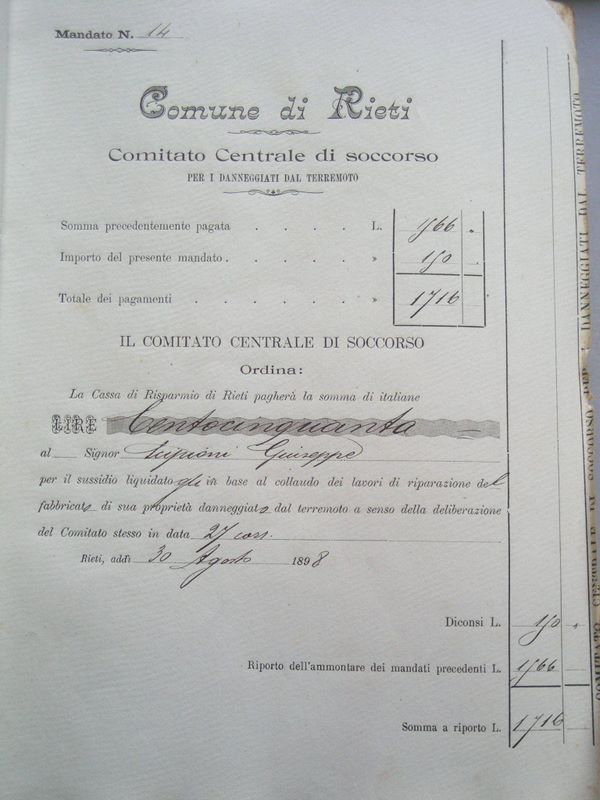 Mandato N. 14
Comune di Rieti
Comitato Centrale di soccorso
PER I DANNEGGIATI DAL TERREMOTO
Somma precedentemente pagata . . . . L. 1566 „
Importo del presente mandato . . . . » 150 „
Totale dei pagamenti . . . . . » 1716
IL COMITATO CENTRALE DI SOCCORSO
Ordina:
La Cassa di Risparmio di Rieti pagherà la somma di italiane
LIRE Centocinquanta
al Signor Scipioni Giuseppe
per il sussidio liquidatogli in base al collaudo dei lavori di riparazione del
fabbricato di sua proprietà danneggiato dal terremoto a senso della deliberazione
del Comitato stesso in data 27 corr.
Rieti, addì 30 Agosto 1898
Diconsi L. 150 „
Riporto dell'ammontare dei mandati precedenti L. 1566
Somma a riporto L. 1716